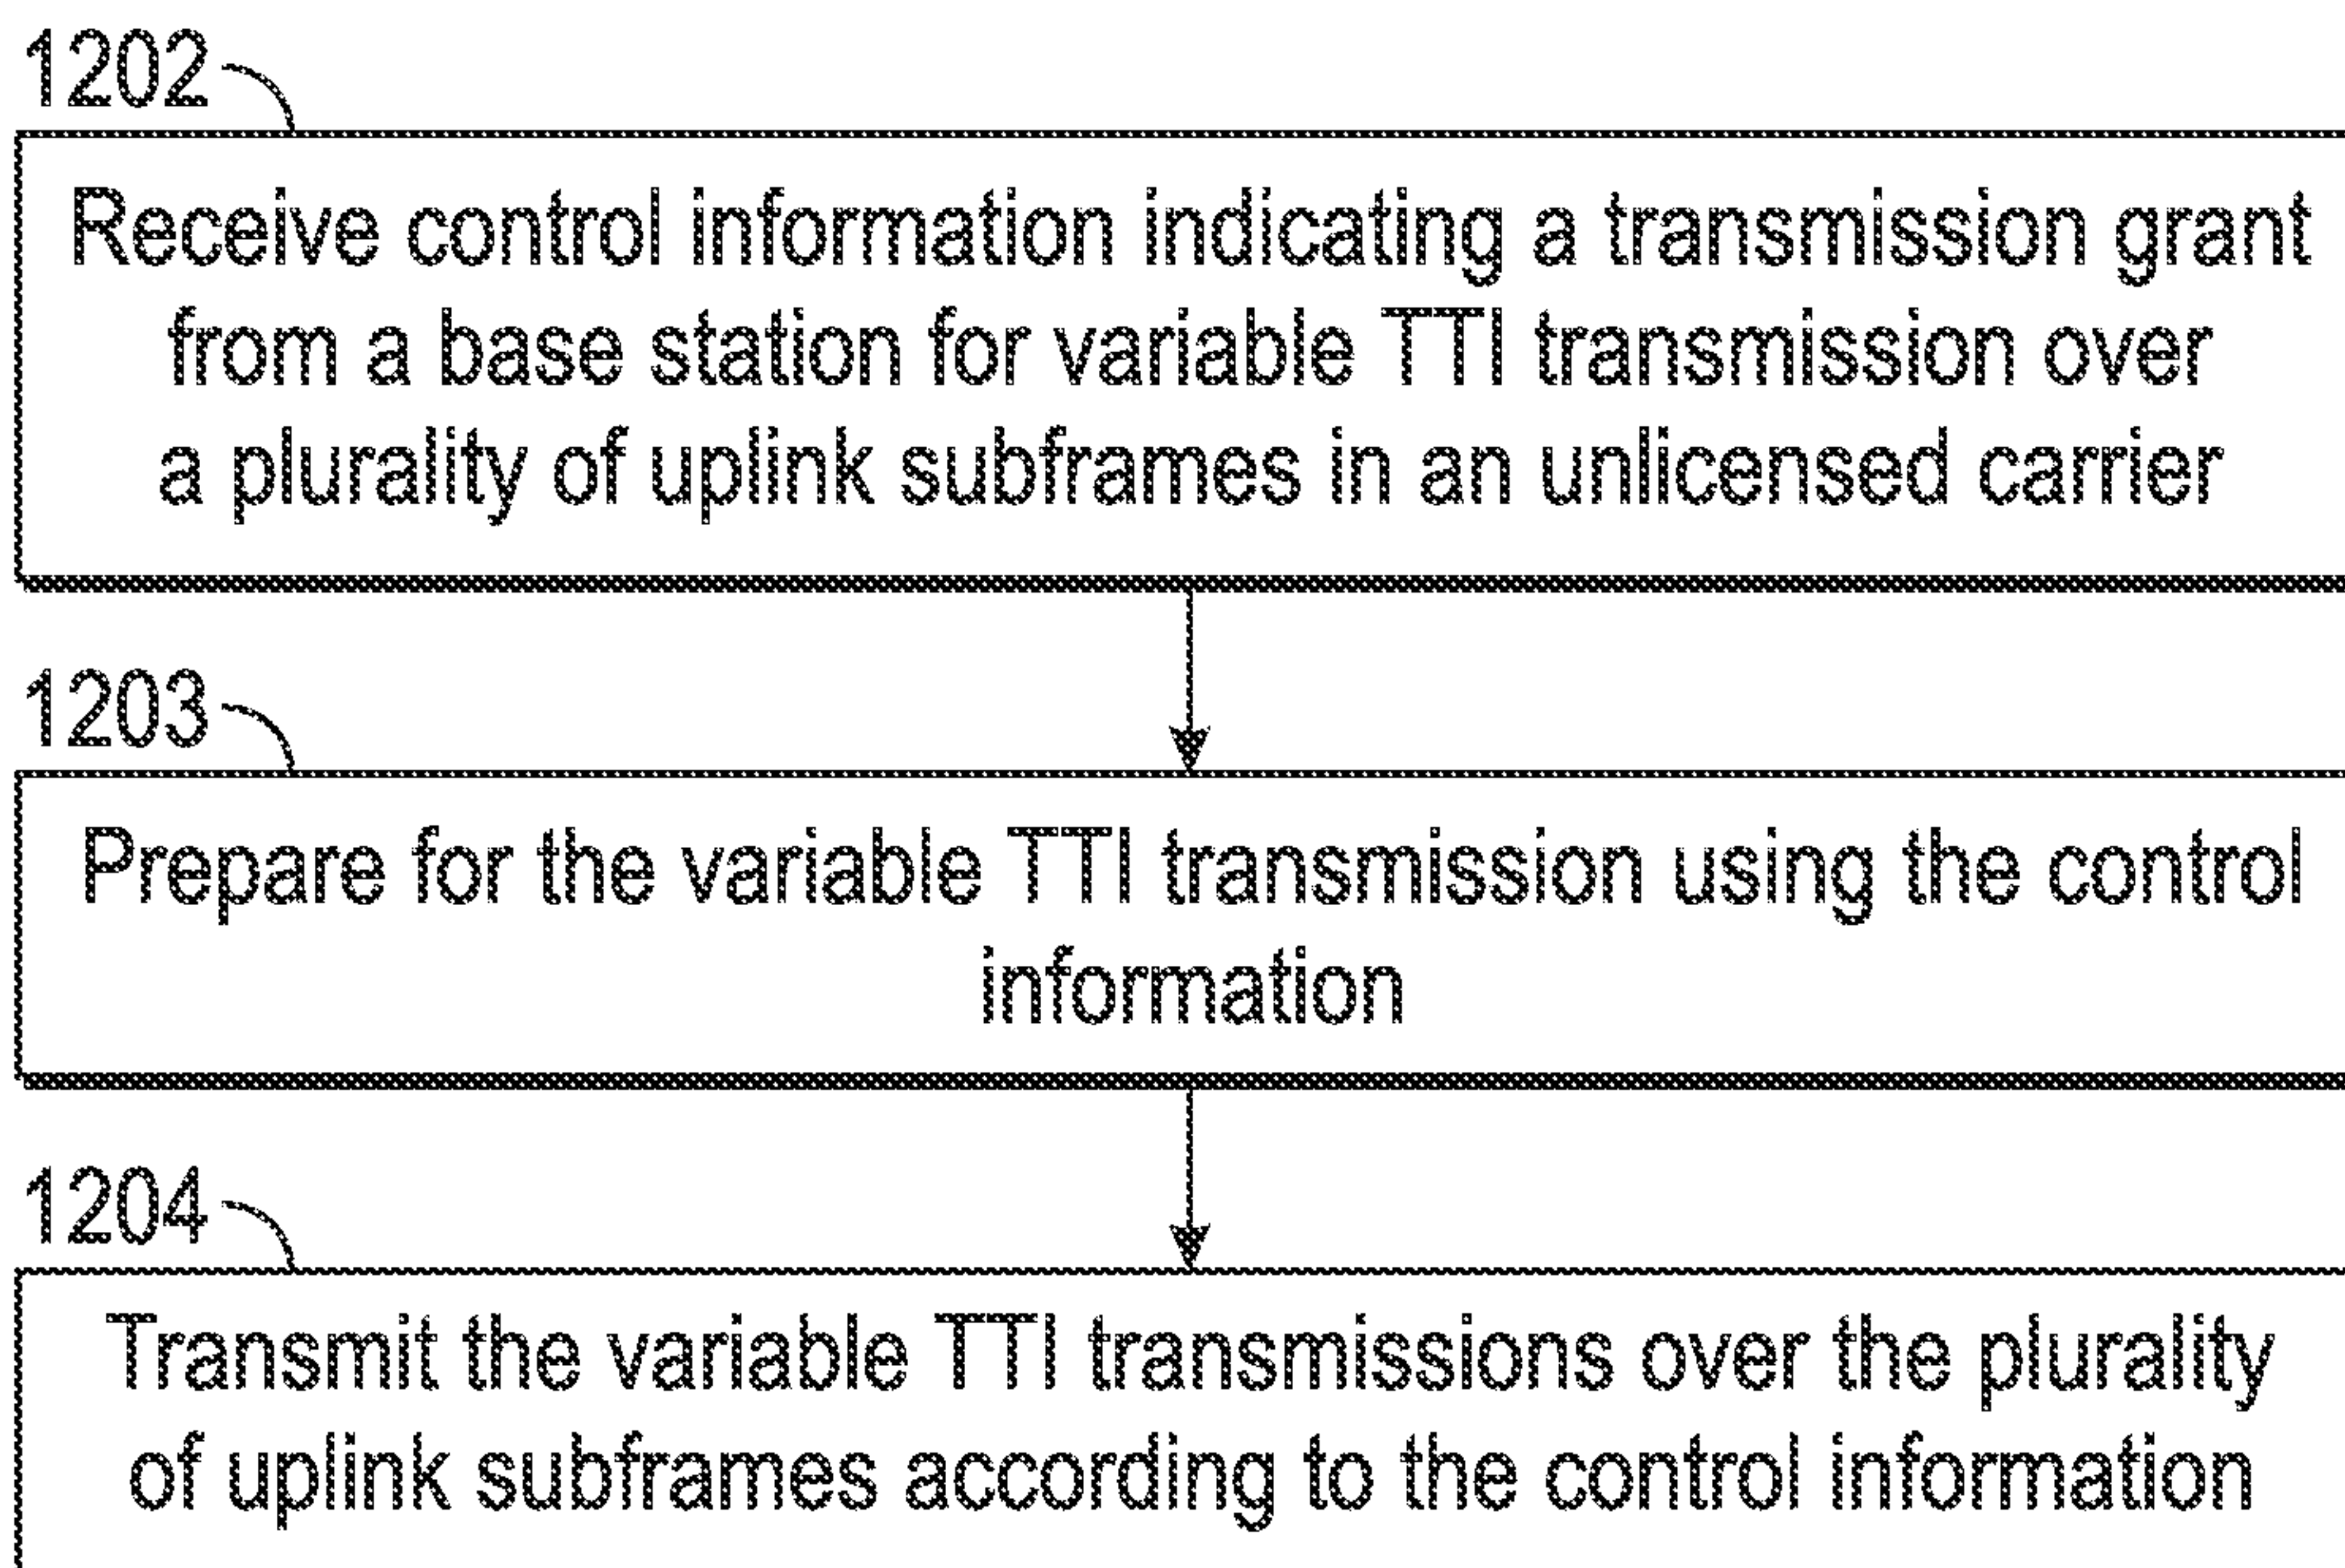 1202
Receive control information indicating a transmission grant
from a base station for variable TTI transmission over
a plurality of uplink subframes in an unlicensed carrier
1203
Prepare for the variable TTI transmission using the control
information
1204
Transmit the variable TTI transmissions over the plurality
of uplink subframes according to the control information